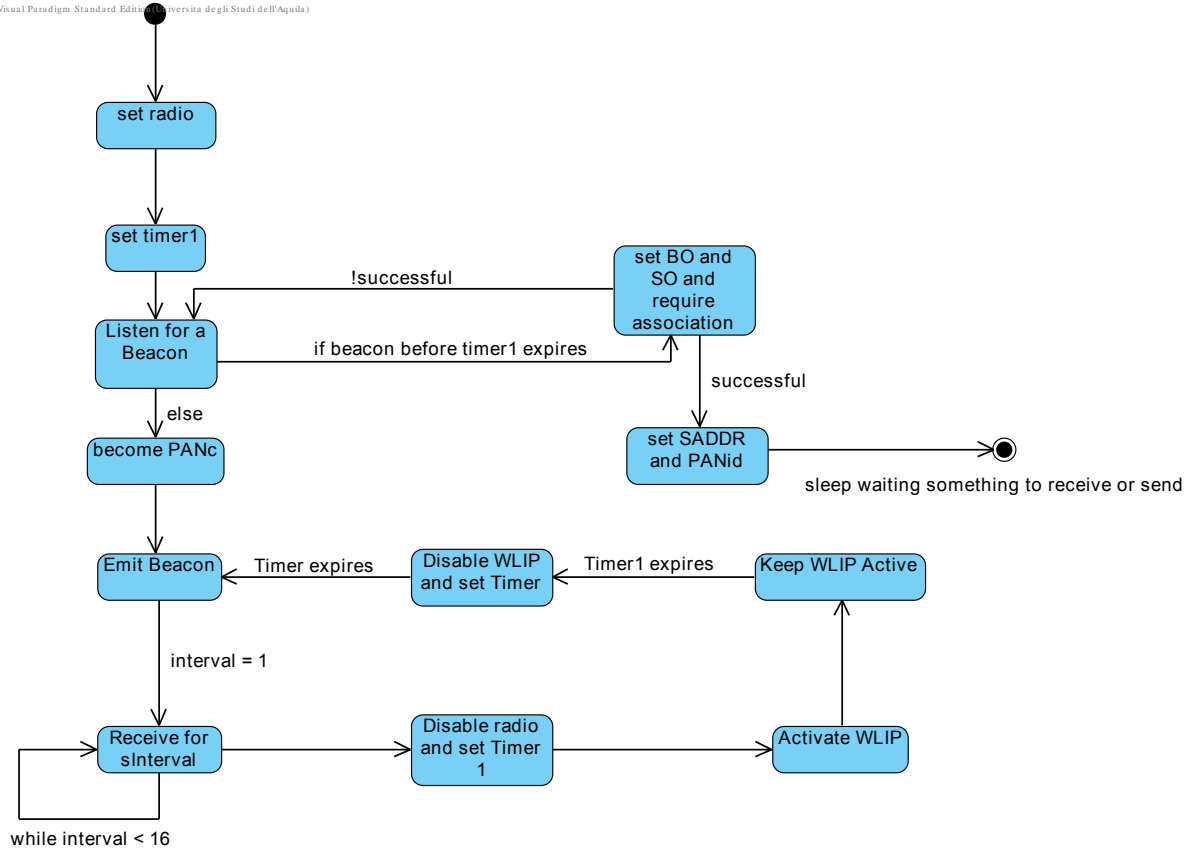 Visual Paradigm Standard Edition(Universita degli Studi dell'Aquila)
set radio
set timer1
set BO and
SO and
require
association
!successful
Listen for a
Beacon
if beacon before timer1 expires
successful
else
become PANc
set SADDR
and PANid
sleep waiting something to receive or send
Emit Beacon
Timer expires
Disable WLIP
and set Timer
Timer1 expires
Keep WLIP Active
interval = 1
Receive for
sInterval
Disable radio
and set Timer
1
Activate WLIP
while interval < 16